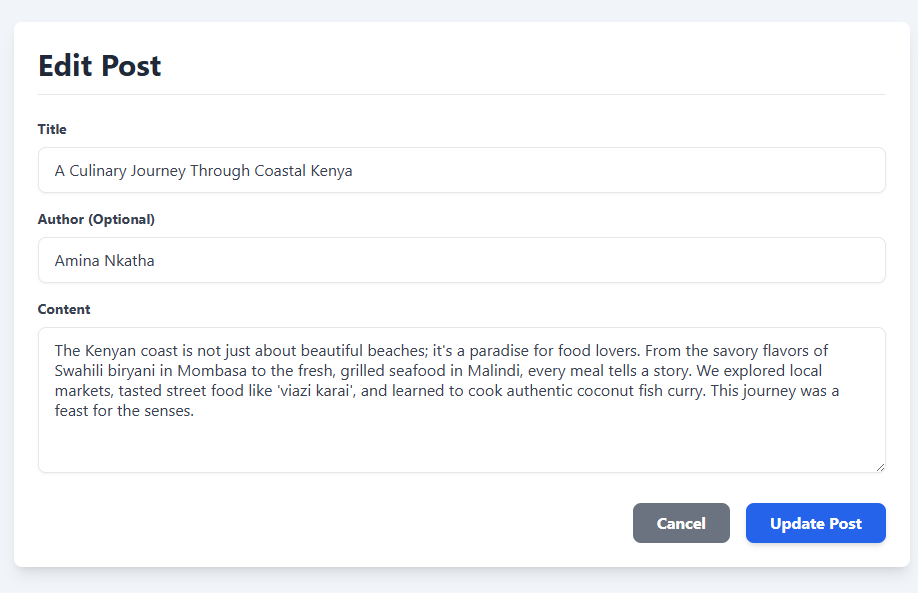 Edit Post
Title
A Culinary Journey Through Coastal Kenya
Author (Optional)
Amina Nkatha
Content
The Kenyan coast is not just about beautiful beaches; it's a paradise for food lovers. From the savory flavors of
Swahili biryani in Mombasa to the fresh, grilled seafood in Malindi, every meal tells a story. We explored local
markets, tasted street food like 'viazi karai', and learned to cook authentic coconut fish curry. This journey was a
feast for the senses.
Cancel
Update Post